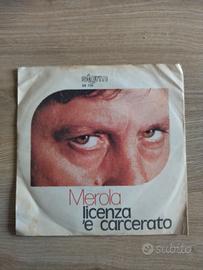 Merola
licenza
'e carcerato
subito